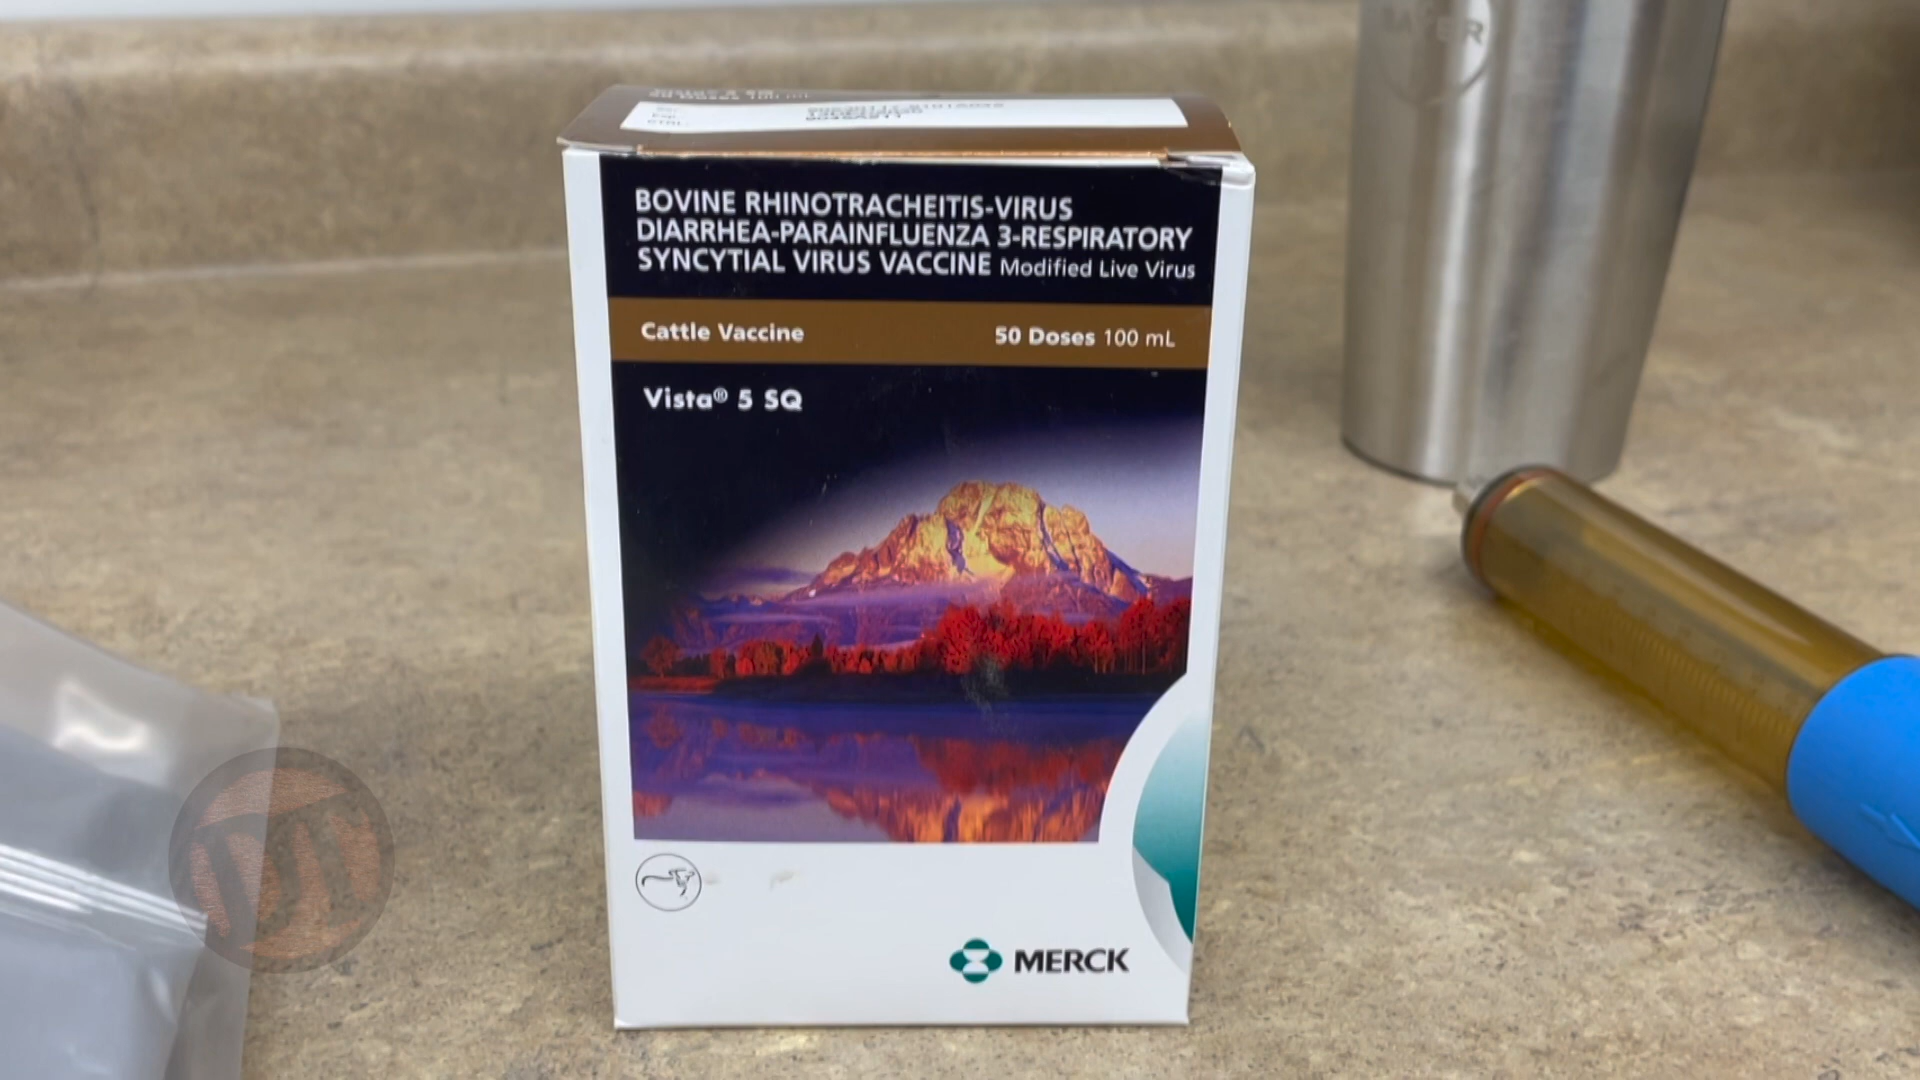 BOVINE RHINOTRACHEITIS-VIRUS
DIARRHEA-PARAINFLUENZA 3-RESPIRATORY
SYNCYTIAL VIRUS VACCINE Modified Live Virus
Cattle Vaccine 50 Doses 100 mL
Vista® 5 SQ
MERCK